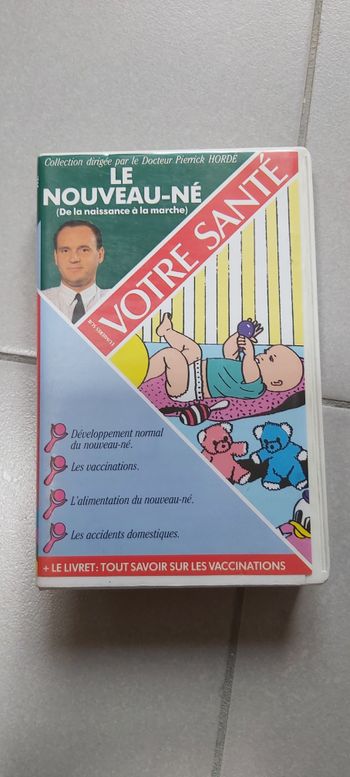 Collection dirigée par le Docteur Pierrick HORDE
LE
NOUVEAU-NÉ
(De la naissance à la marche)
VOTRE SANTÉ
Développement normal
du nouveau-né.
Les vaccinations.
L'alimentation du nouveau-né.
Les accidents domestiques.
+ LE LIVRET : TOUT SAVOIR SUR LES VACCINATIONS